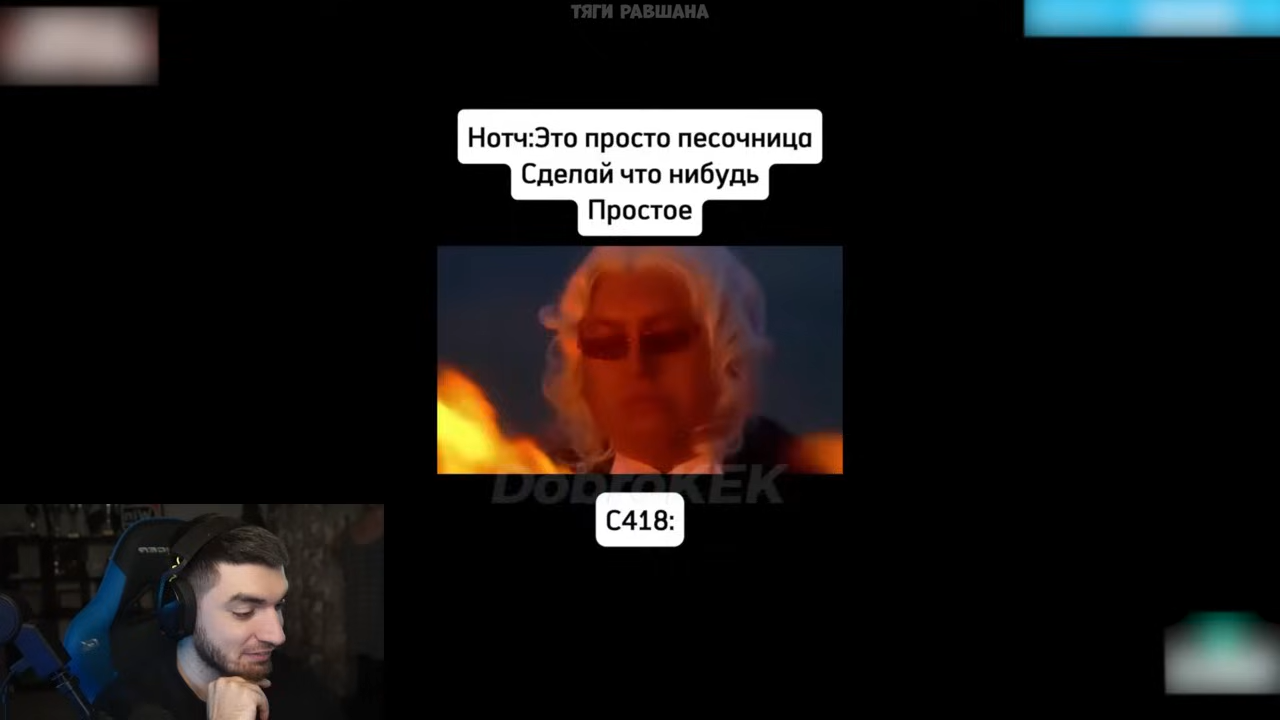 ТЯГИ РАВШАНА
Нотч:Это просто песочница
Сделай что нибудь
Простое
DobroKEK
C418: